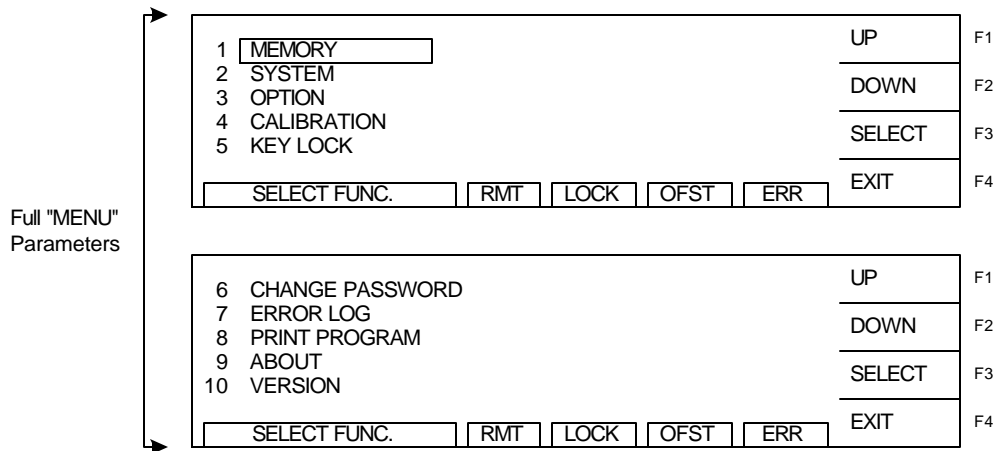 Full "MENU"
Parameters
1 MEMORY
2 SYSTEM
3 OPTION
4 CALIBRATION
5 KEY LOCK
SELECT FUNC. RMT LOCK OFST ERR
UP F1
DOWN F2
SELECT F3
EXIT F4
6 CHANGE PASSWORD
7 ERROR LOG
8 PRINT PROGRAM
9 ABOUT
10 VERSION
SELECT FUNC. RMT LOCK OFST ERR
UP F1
DOWN F2
SELECT F3
EXIT F4